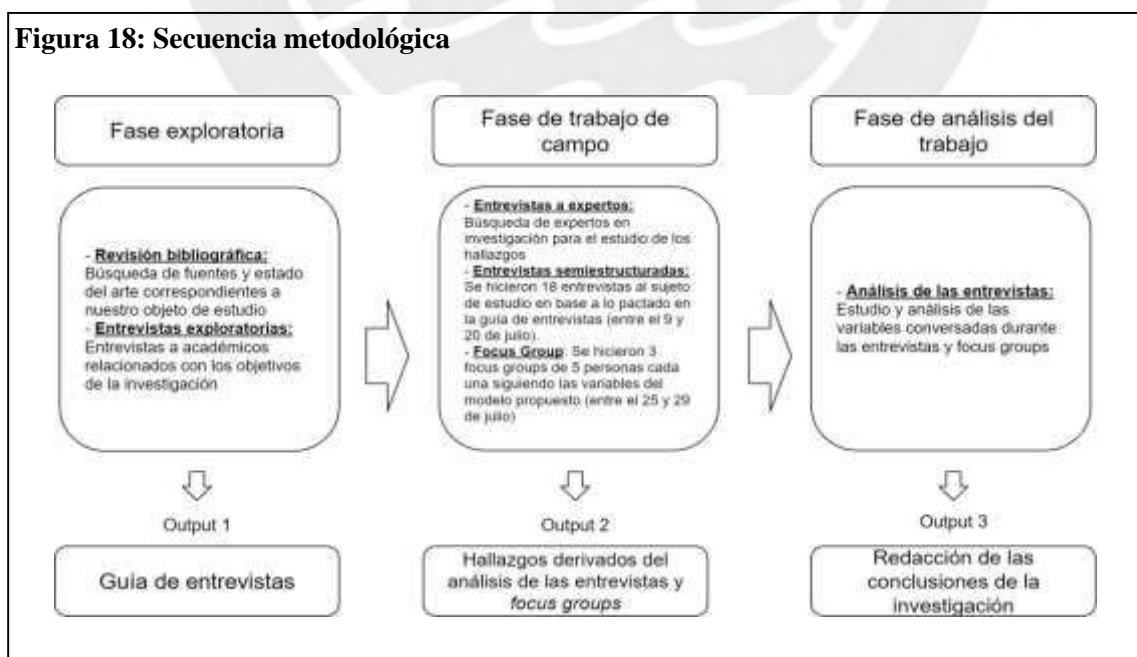 Figura 18: Secuencia metodológica
Fase exploratoria
- Revisión bibliográfica:
Búsqueda de fuentes y estado
del arte correspondientes a
nuestro objeto de estudio
- Entrevistas exploratorias:
Entrevistas a académicos
relacionados con los objetivos
de la investigación
Output 1
Guía de entrevistas
Fase de trabajo de
campo
- Entrevistas a expertos:
Búsqueda de expertos en
investigación para el estudio de los
hallazgos
- Entrevistas semiestructuradas:
Se hicieron 18 entrevistas al sujeto
de estudio en base a lo pactado en
la guía de entrevistas (entre el 9 y
20 de julio).
- Focus Group: Se hicieron 3
focus groups de 5 personas cada
una siguiendo las variables del
modelo propuesto (entre el 25 y 29
de julio)
Output 2
Hallazgos derivados del
análisis de las entrevistas y
focus groups
Fase de análisis del
trabajo
- Análisis de las entrevistas:
Estudio y análisis de las
variables conversadas durante
las entrevistas y focus groups
Output 3
Redacción de las
conclusiones de la
investigación